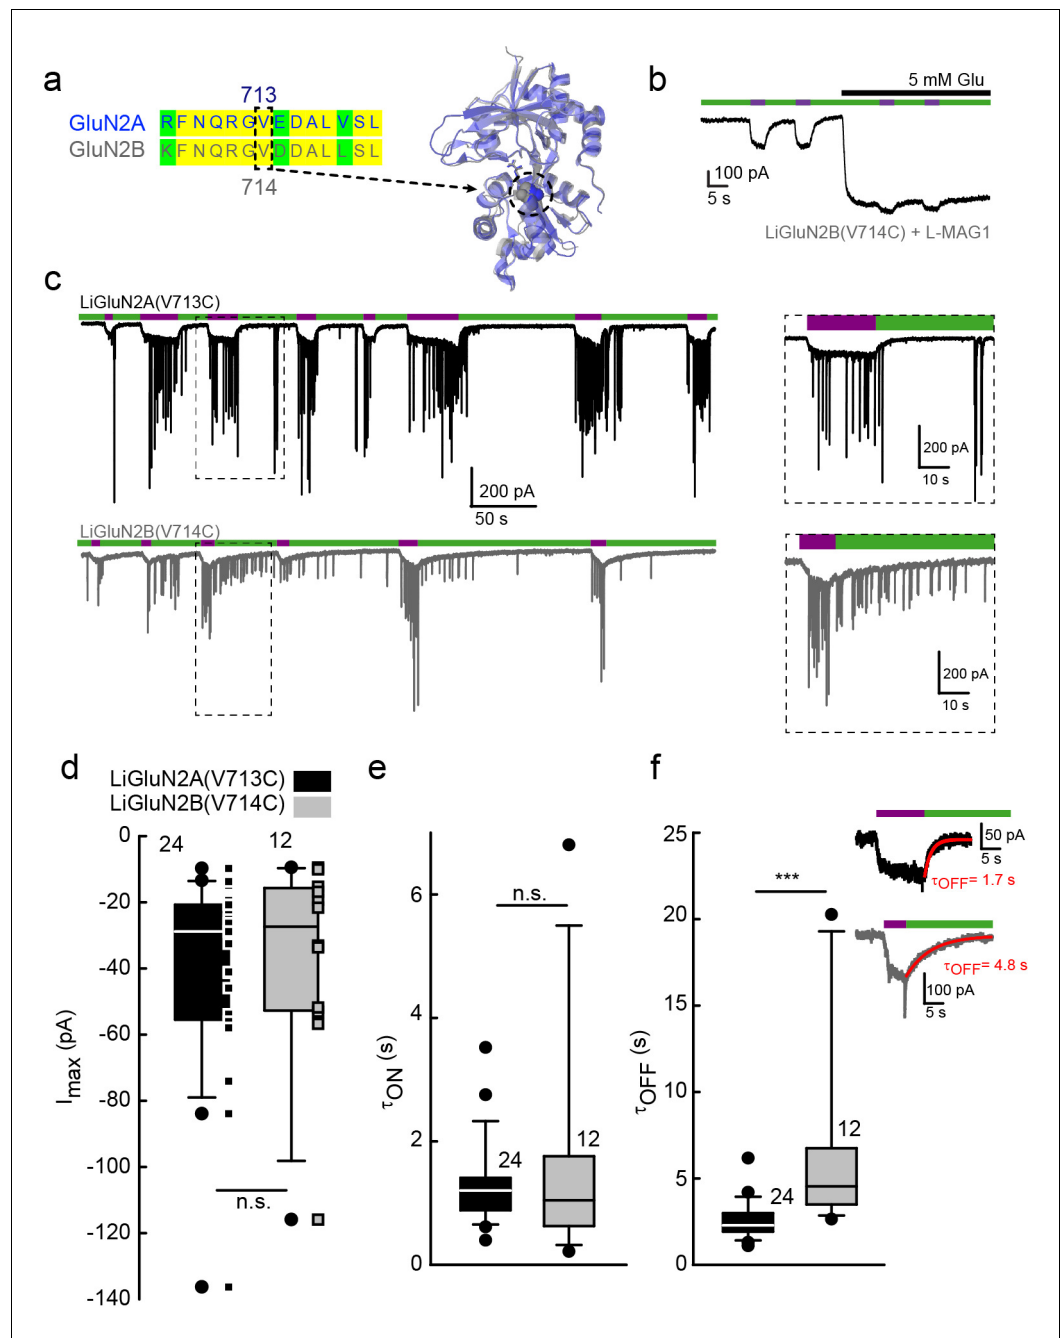 a
713
GluN2A RFNQRGVEDALVSL
GluN2B KFNQRGVDDALLSL
714
b
5 mM Glu
100 pA
5 s
LiGluN2B(V714C) + L-MAG1
c
LiGluN2A(V713C)
200 pA
50 s
200 pA
10 s
LiGluN2B(V714C)
200 pA
10 s
d
LiGluN2A(V713C)
LiGluN2B(V714C)
24
12
0
-20
-40
-60
-80
-100
-120
-140
Imax (pA)
n.s.
e
6
4
2
0
τON (s)
n.s.
24
12
f
25
20
15
10
5
0
τOFF (s)
***
24
12
50 pA
5 s
τOFF= 1.7 s
τOFF= 4.8 s
100 pA
5 s